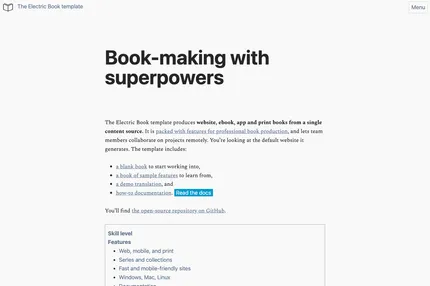 The Electric Book template
Menu
Book-making with
superpowers
The Electric Book template produces website, ebook, app and print books from a single
content source. It is packed with features for professional book production, and lets team
members collaborate on projects remotely. You're looking at the default website it
generates. The template includes:
• a blank book to start working into,
• a book of sample features to learn from,
• a demo translation, and
• how-to documentation. Read the docs
You'll find the open-source repository on GitHub.
Skill level
Features
• Web, mobile, and print
• Series and collections
• Fast and mobile-friendly sites
• Windows, Mac, Linux
• Documentation